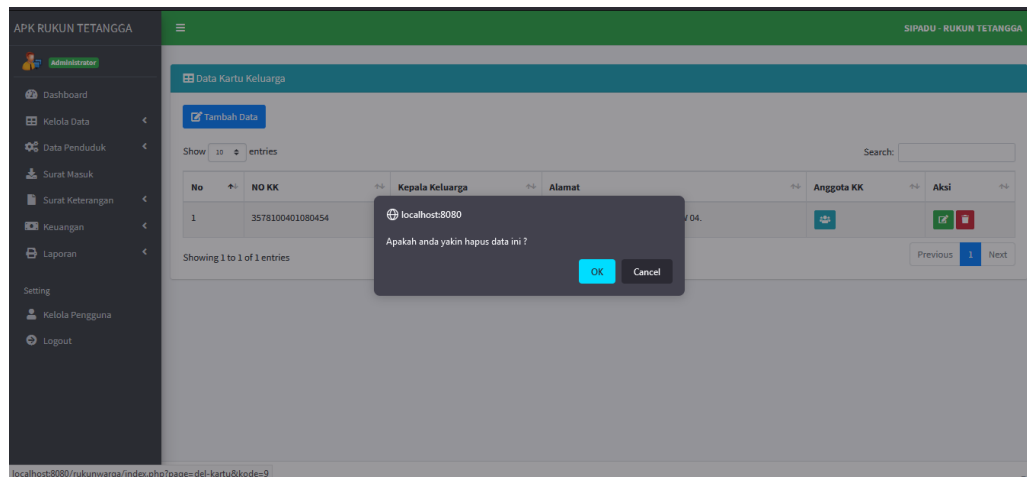 APK RUKUN TETANGGA
SIPADU - RUKUN TETANGGA
Administrator
Dashboard
Kelola Data
Data Penduduk
Surat Masuk
Surat Keterangan
Keuangan
Laporan
Setting
Kelola Pengguna
Logout
Data Kartu Keluarga
Tambah Data
Show 10 entries
Search:
No NO KK Kepala Keluarga Alamat Anggota KK Aksi
1 3578100401080454 04.
Showing 1 to 1 of 1 entries
Previous 1 Next
localhost:8080
Apakah anda yakin hapus data ini ?
OK Cancel
localhost:8080/rukunwarga/index.php?page=del-kartu&kode=9